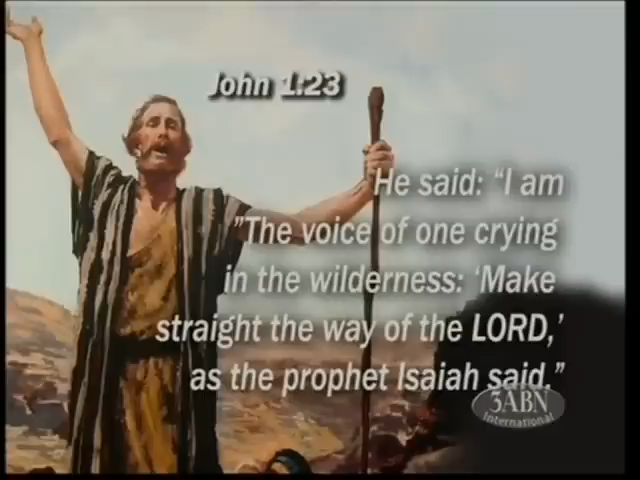 John 1:23
He said: “I am
”The voice of one crying
in the wilderness: ‘Make
straight the way of the LORD,’
as the prophet Isaiah said.”
3ABN
International